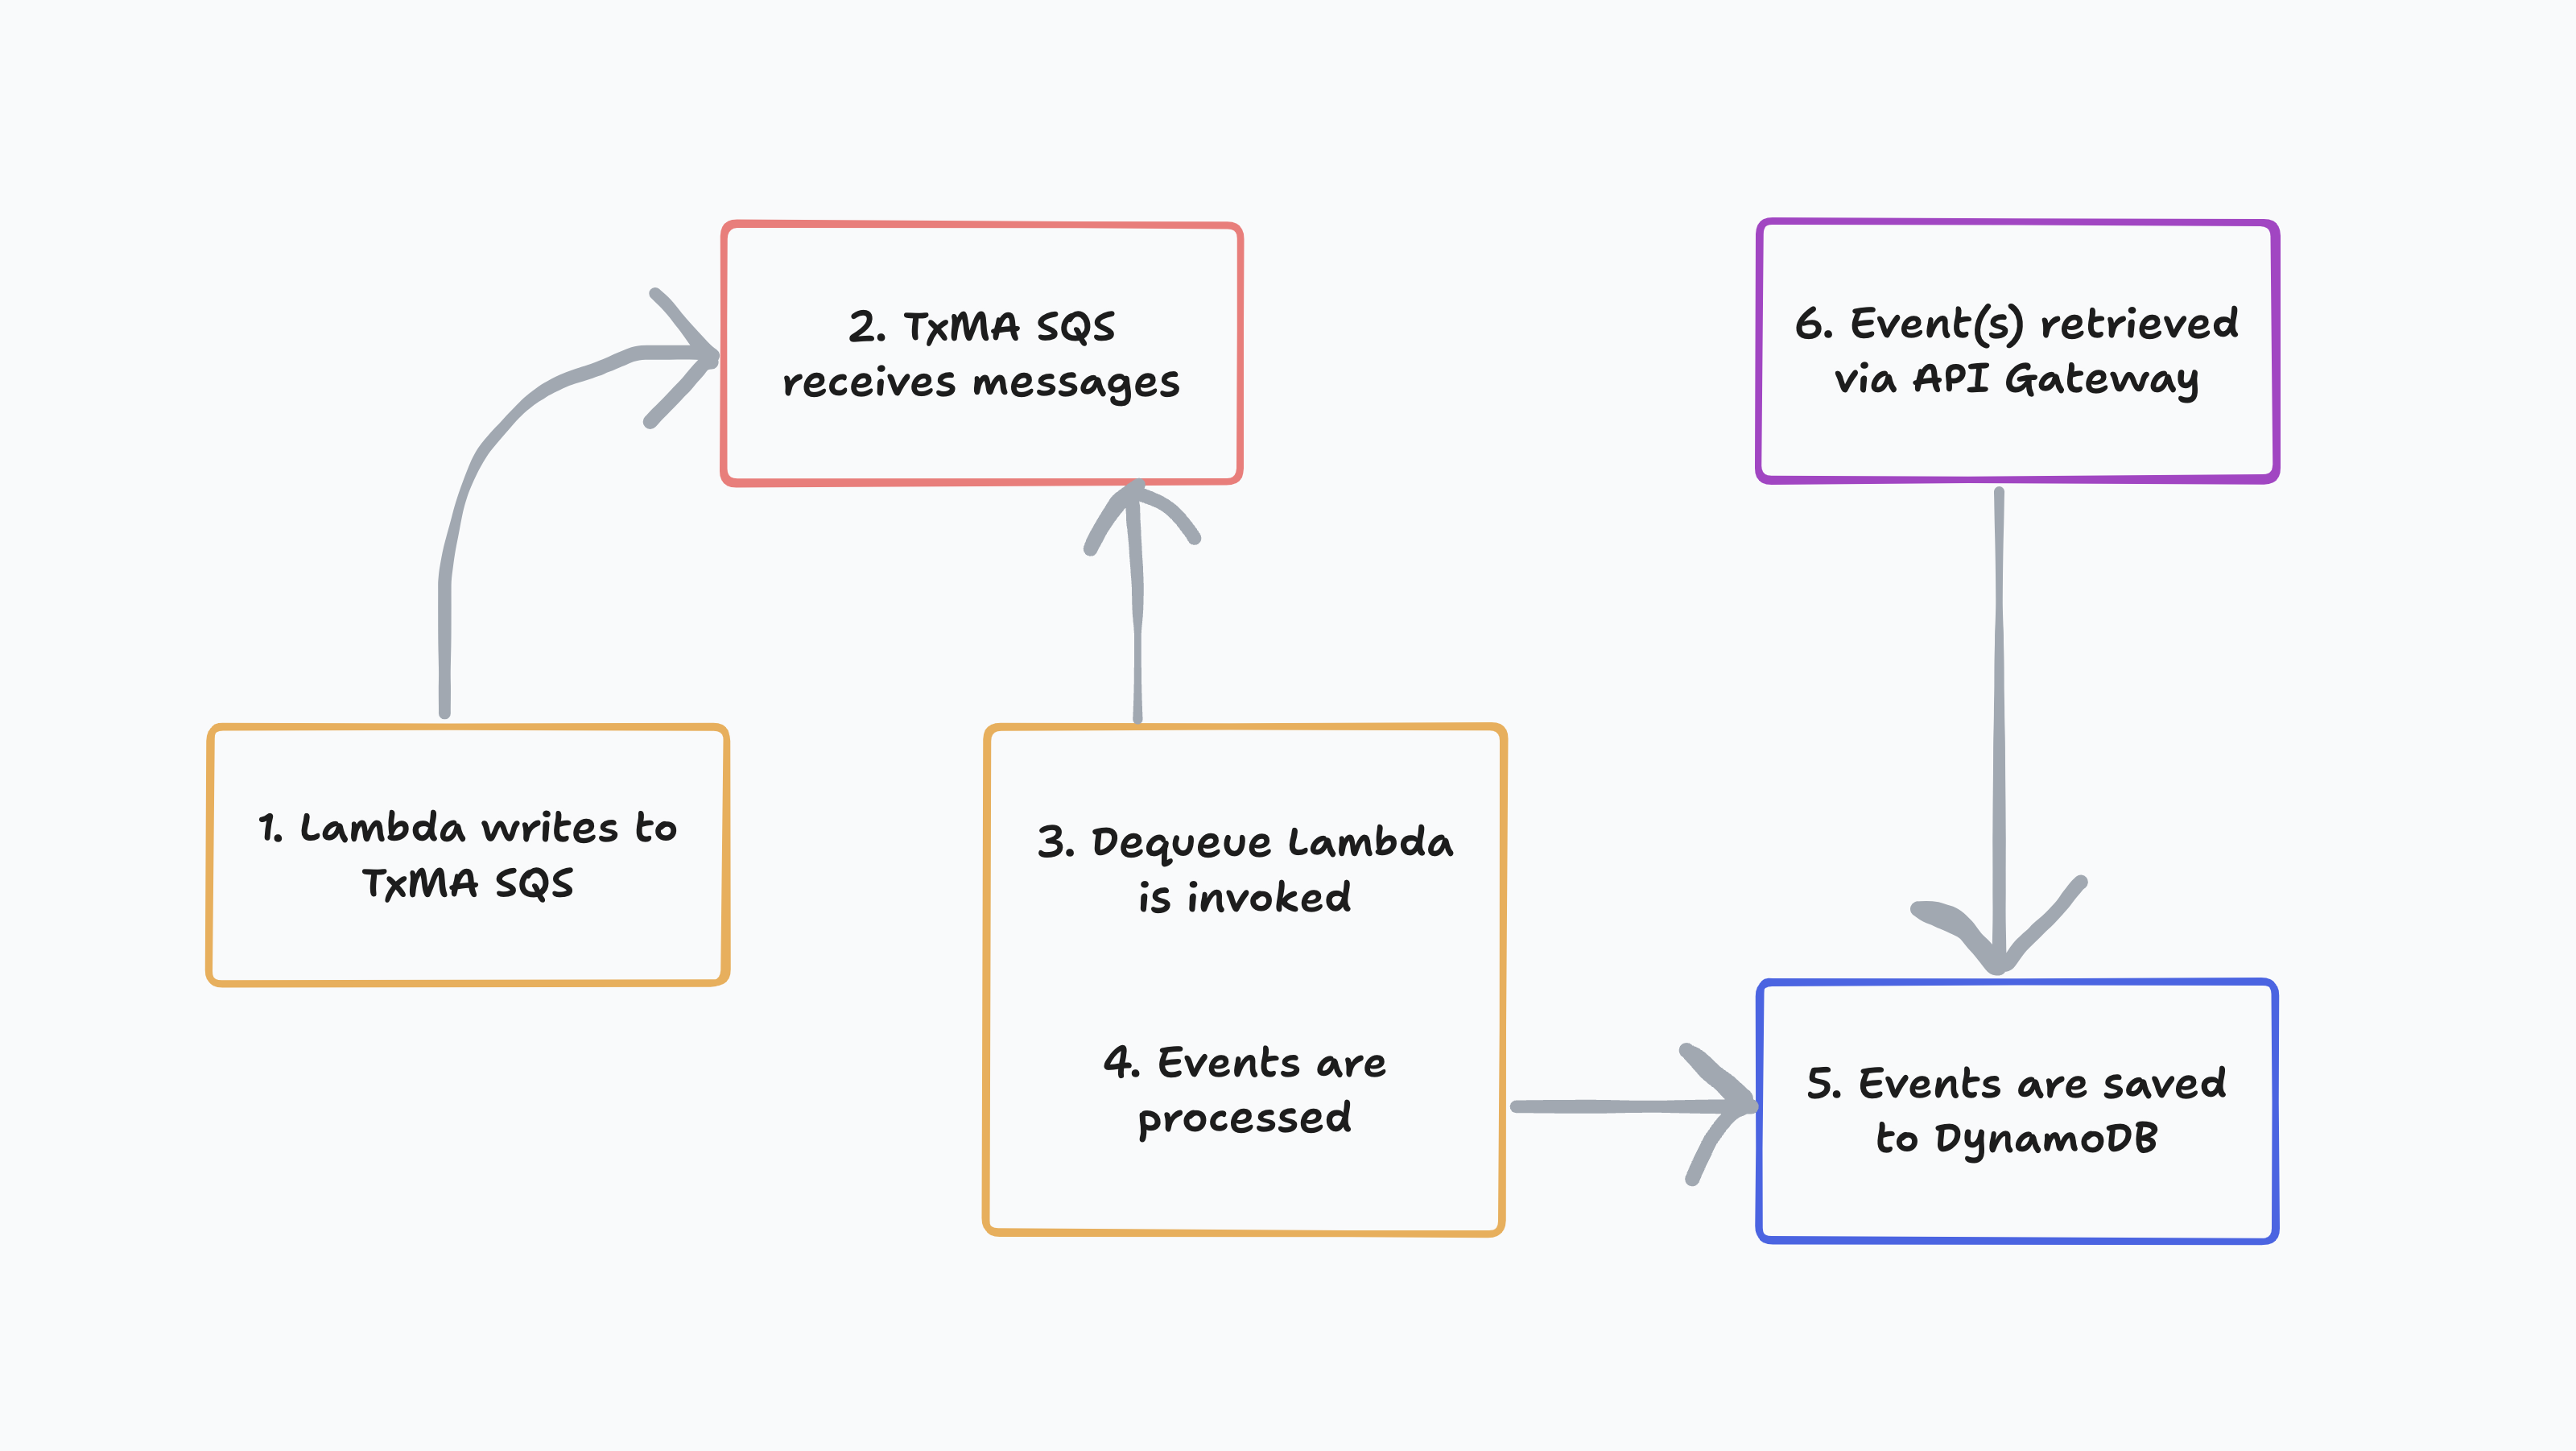 1. Lambda writes to
TxMA SQS
2. TxMA SQS
receives messages
3. Dequeue Lambda
is invoked
4. Events are
processed
5. Events are saved
to DynamoDB
6. Event(s) retrieved
via API Gateway